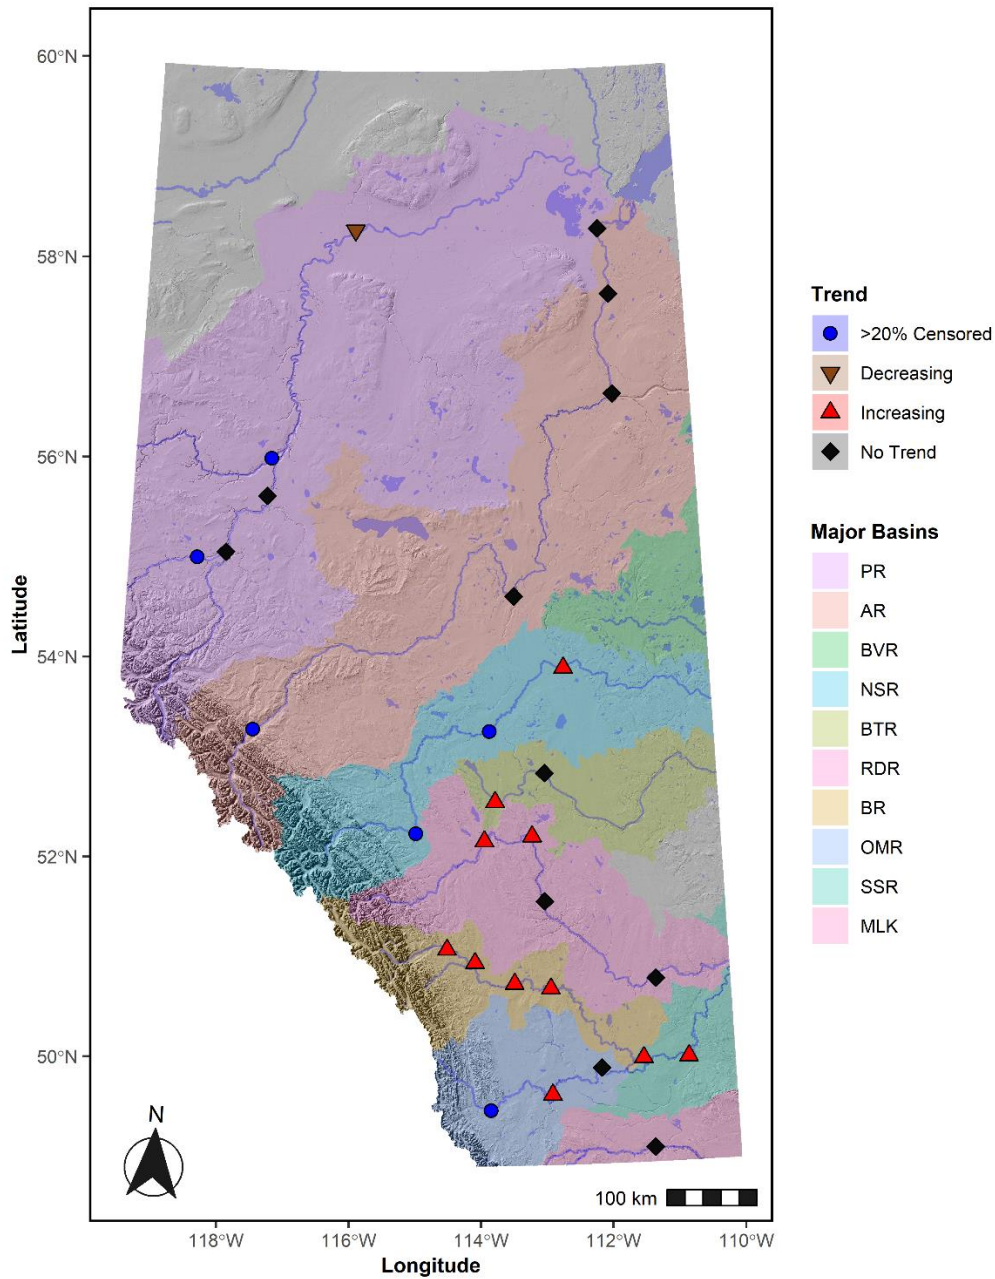 60°N
58°N
56°N
54°N
52°N
50°N
Latitude
N
100 km
118°W
116°W
114°W
112°W
110°W
Longitude
Trend
>20% Censored
Decreasing
Increasing
No Trend
Major Basins
PR
AR
BVR
NSR
BTR
RDR
BR
OMR
SSR
MLK